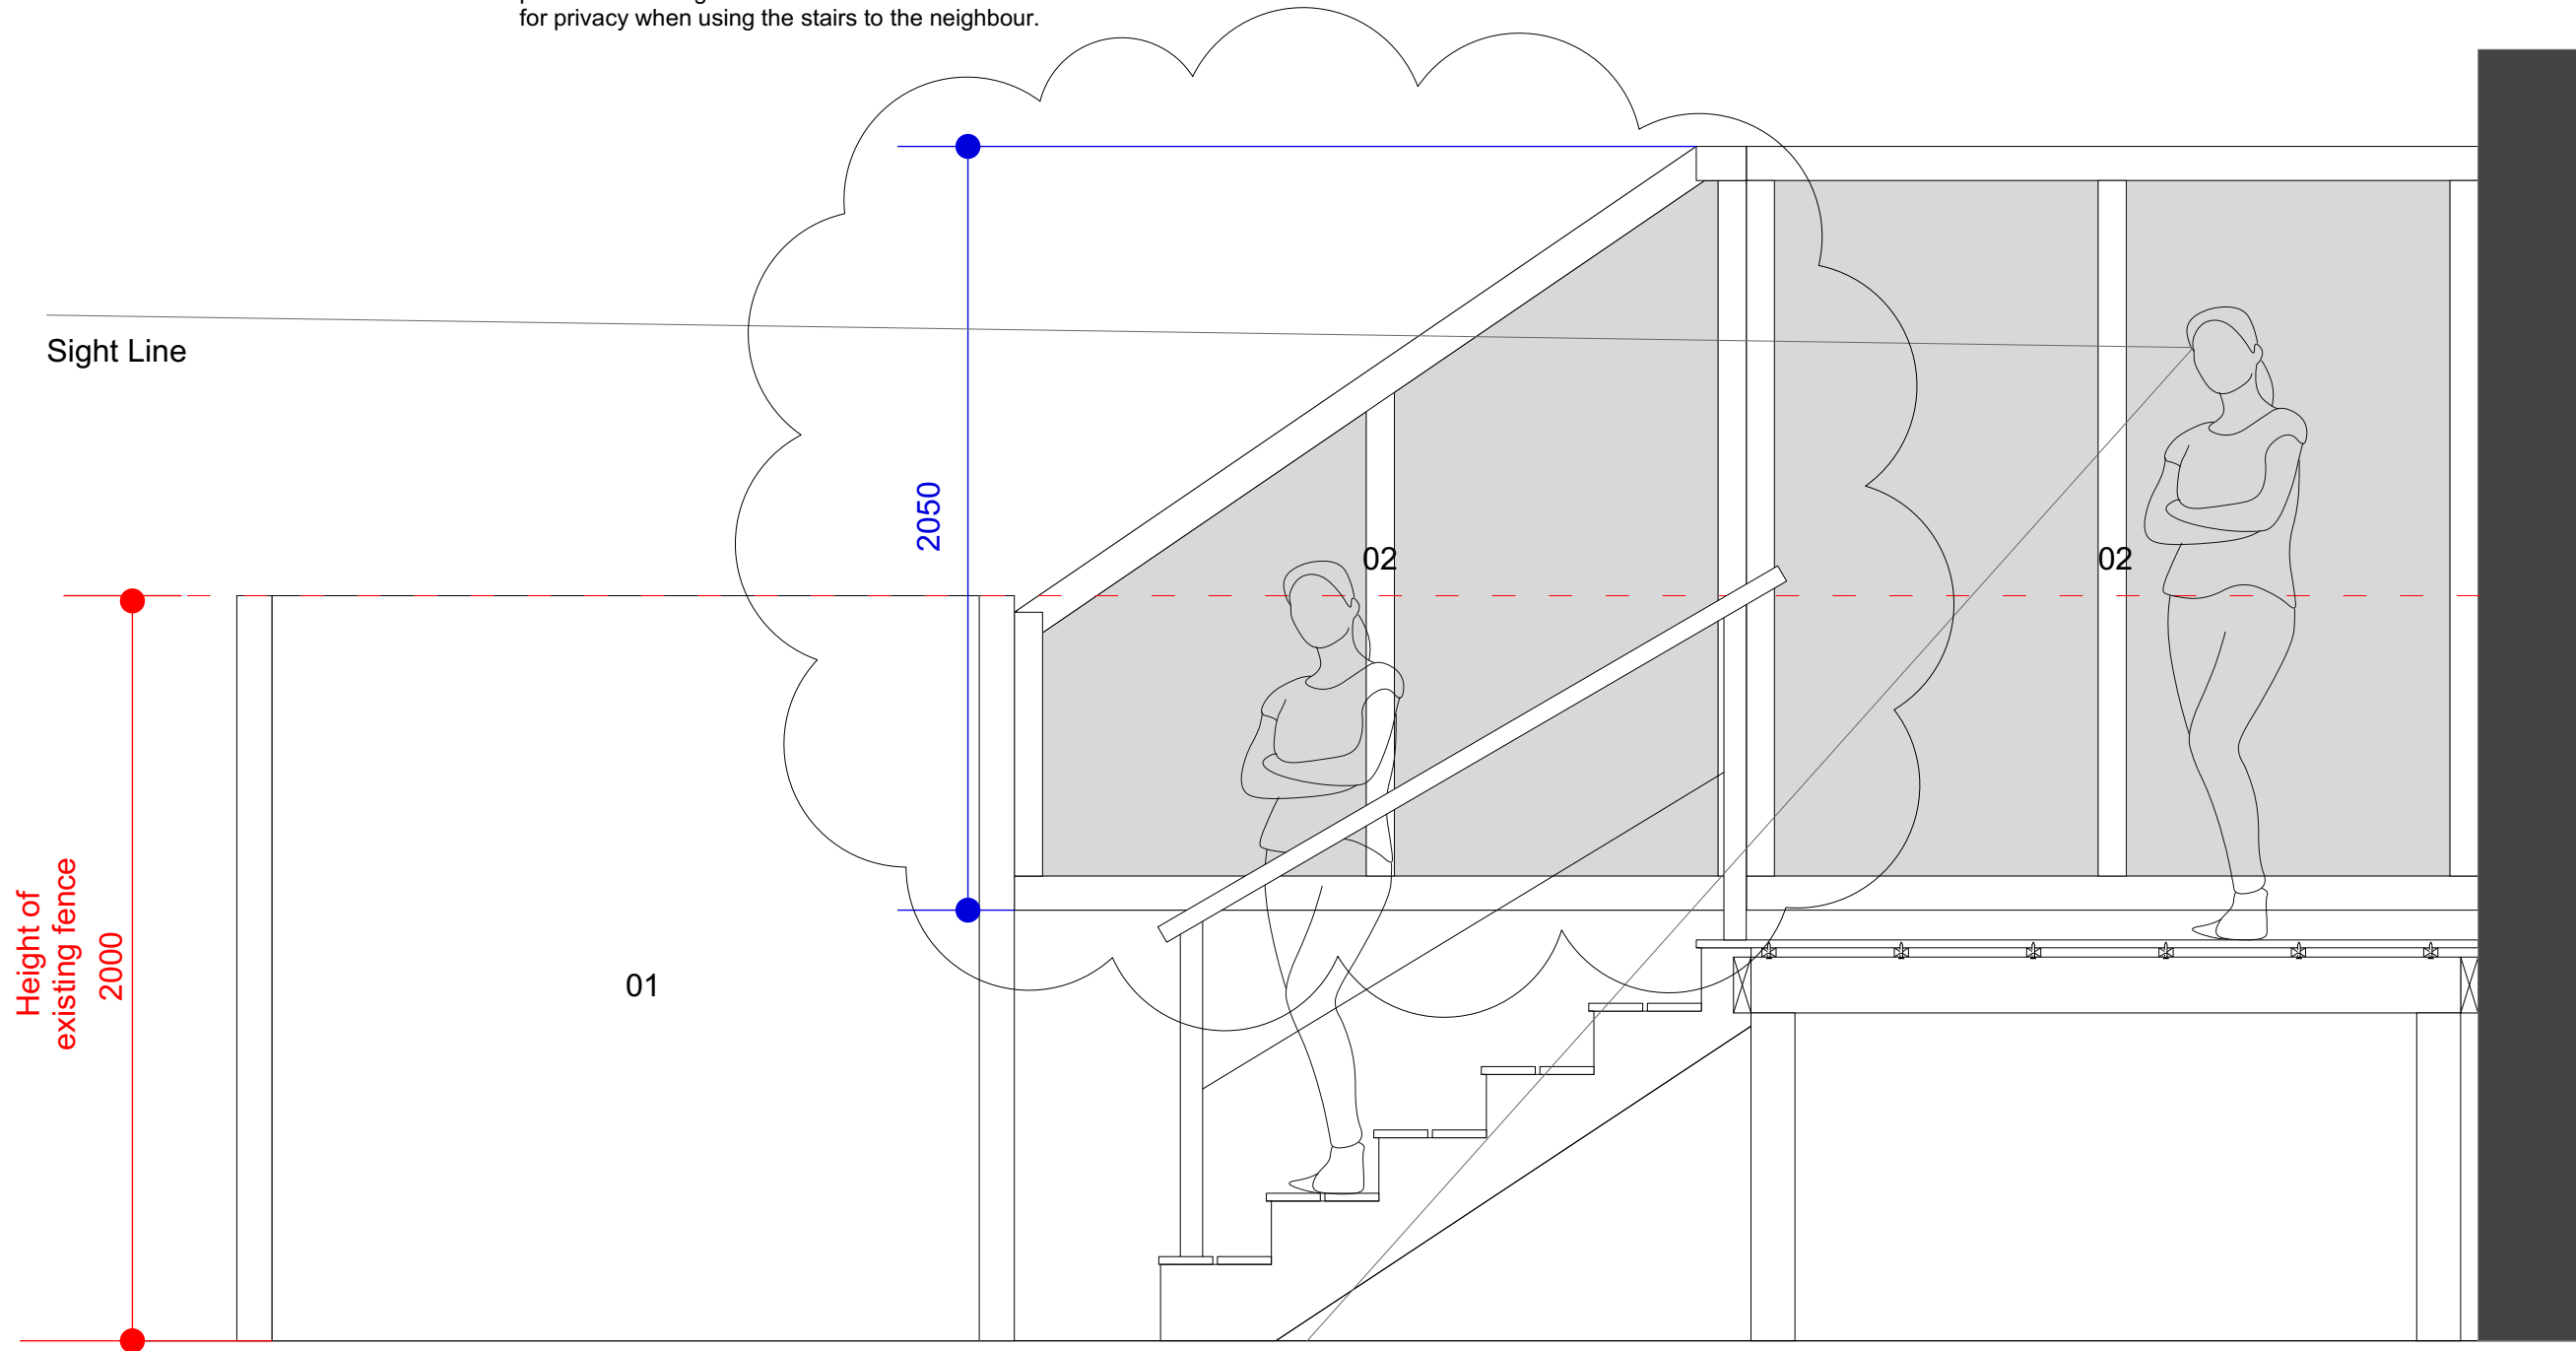 for privacy when using the stairs to the neighbour.
Sight Line
2050
02
02
Height of
existing fence
2000
01